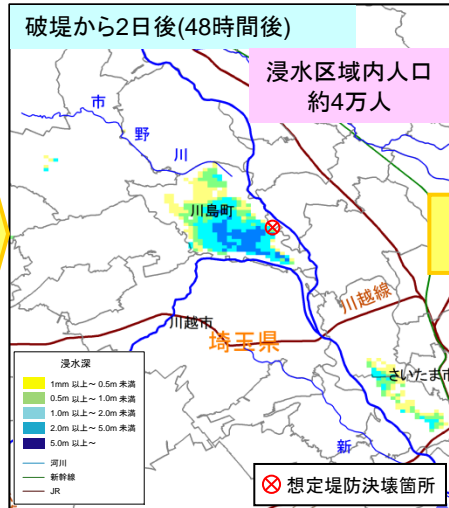 破堤から2日後(48時間後)
浸水区域内人口
約4万人
市
野
川
川島町
川越線
川越市
埼玉県
さいたま市
新
浸水深
1mm 以上～ 0.5m 未満
0.5m 以上～ 1.0m 未満
1.0m 以上～ 2.0m 未満
2.0m 以上～ 5.0m 未満
5.0m 以上～
河川
新幹線
JR
想定堤防決壊箇所